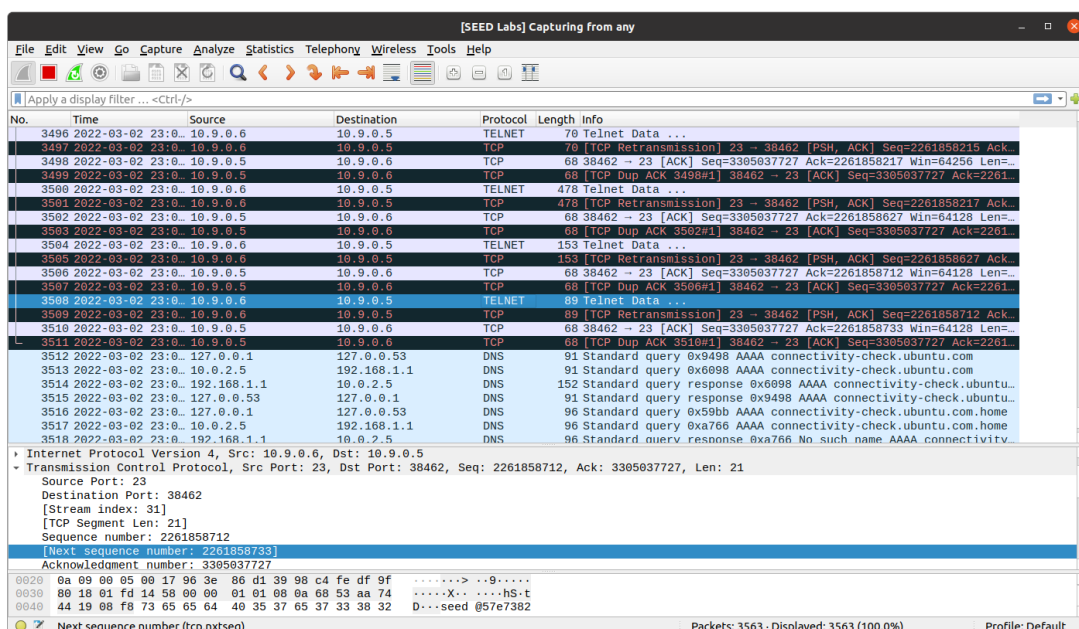 [SEED Labs] Capturing from any
File Edit View Go Capture Analyze Statistics Telephony Wireless Tools Help
Apply a display filter … <Ctrl-/>
No. Time Source Destination Protocol Length Info
3496 2022-03-02 23:0… 10.9.0.6 10.9.0.5 TELNET 70 Telnet Data ...
3497 2022-03-02 23:0… 10.9.0.6 10.9.0.5 TCP 70 [TCP Retransmission] 23 → 38462 [PSH, ACK] Seq=2261858215 Ack…
3498 2022-03-02 23:0… 10.9.0.5 10.9.0.6 TCP 68 38462 → 23 [ACK] Seq=3305037727 Ack=2261858217 Win=64256 Len=…
3499 2022-03-02 23:0… 10.9.0.5 10.9.0.6 TCP 68 [TCP Dup ACK 3498#1] 38462 → 23 [ACK] Seq=3305037727 Ack=2261…
3500 2022-03-02 23:0… 10.9.0.6 10.9.0.5 TELNET 478 Telnet Data ...
3501 2022-03-02 23:0… 10.9.0.6 10.9.0.5 TCP 478 [TCP Retransmission] 23 → 38462 [PSH, ACK] Seq=2261858217 Ack…
3502 2022-03-02 23:0… 10.9.0.5 10.9.0.6 TCP 68 38462 → 23 [ACK] Seq=3305037727 Ack=2261858627 Win=64128 Len=…
3503 2022-03-02 23:0… 10.9.0.5 10.9.0.6 TCP 68 [TCP Dup ACK 3502#1] 38462 → 23 [ACK] Seq=3305037727 Ack=2261…
3504 2022-03-02 23:0… 10.9.0.6 10.9.0.5 TELNET 153 Telnet Data ...
3505 2022-03-02 23:0… 10.9.0.6 10.9.0.5 TCP 153 [TCP Retransmission] 23 → 38462 [PSH, ACK] Seq=2261858627 Ack…
3506 2022-03-02 23:0… 10.9.0.5 10.9.0.6 TCP 68 38462 → 23 [ACK] Seq=3305037727 Ack=2261858712 Win=64128 Len=…
3507 2022-03-02 23:0… 10.9.0.5 10.9.0.6 TCP 68 [TCP Dup ACK 3506#1] 38462 → 23 [ACK] Seq=3305037727 Ack=2261…
3508 2022-03-02 23:0… 10.9.0.6 10.9.0.5 TELNET 89 Telnet Data ...
3509 2022-03-02 23:0… 10.9.0.6 10.9.0.5 TCP 89 [TCP Retransmission] 23 → 38462 [PSH, ACK] Seq=2261858712 Ack…
3510 2022-03-02 23:0… 10.9.0.5 10.9.0.6 TCP 68 38462 → 23 [ACK] Seq=3305037727 Ack=2261858733 Win=64128 Len=…
3511 2022-03-02 23:0… 10.9.0.5 10.9.0.6 TCP 68 [TCP Dup ACK 3510#1] 38462 → 23 [ACK] Seq=3305037727 Ack=2261…
3512 2022-03-02 23:0… 127.0.0.1 127.0.0.53 DNS 91 Standard query 0x9498 AAAA connectivity-check.ubuntu.com
3513 2022-03-02 23:0… 10.0.2.5 192.168.1.1 DNS 91 Standard query 0x6098 AAAA connectivity-check.ubuntu.com
3514 2022-03-02 23:0… 192.168.1.1 10.0.2.5 DNS 152 Standard query response 0x6098 AAAA connectivity-check.ubuntu…
3515 2022-03-02 23:0… 127.0.0.53 127.0.0.1 DNS 91 Standard query response 0x9498 AAAA connectivity-check.ubuntu…
3516 2022-03-02 23:0… 127.0.0.1 127.0.0.53 DNS 96 Standard query 0x59bb AAAA connectivity-check.ubuntu.com.home
3517 2022-03-02 23:0… 10.0.2.5 192.168.1.1 DNS 96 Standard query 0xa766 AAAA connectivity-check.ubuntu.com.home
3518 2022-03-02 23:0… 192.168.1.1 10.0.2.5 DNS 96 Standard query response 0xa766 No such name AAAA connectivity…
Internet Protocol Version 4, Src: 10.9.0.6, Dst: 10.9.0.5
Transmission Control Protocol, Src Port: 23, Dst Port: 38462, Seq: 2261858712, Ack: 3305037727, Len: 21
Source Port: 23
Destination Port: 38462
[Stream index: 31]
[TCP Segment Len: 21]
Sequence number: 2261858712
[Next sequence number: 2261858733]
Acknowledgment number: 3305037727
0020 0a 09 00 05 00 17 96 3e 86 d1 39 98 c4 fe df 9f ·······> ··9·····
0030 80 18 01 fd 14 58 00 00 01 01 08 0a 68 53 aa 74 ·····X·· ····hS·t
0040 44 19 08 f8 73 65 65 64 40 35 37 65 37 33 38 32 D···seed @57e7382
Next sequence number (tcp.nxtseq) Packets: 3563 · Displayed: 3563 (100.0%) Profile: Default